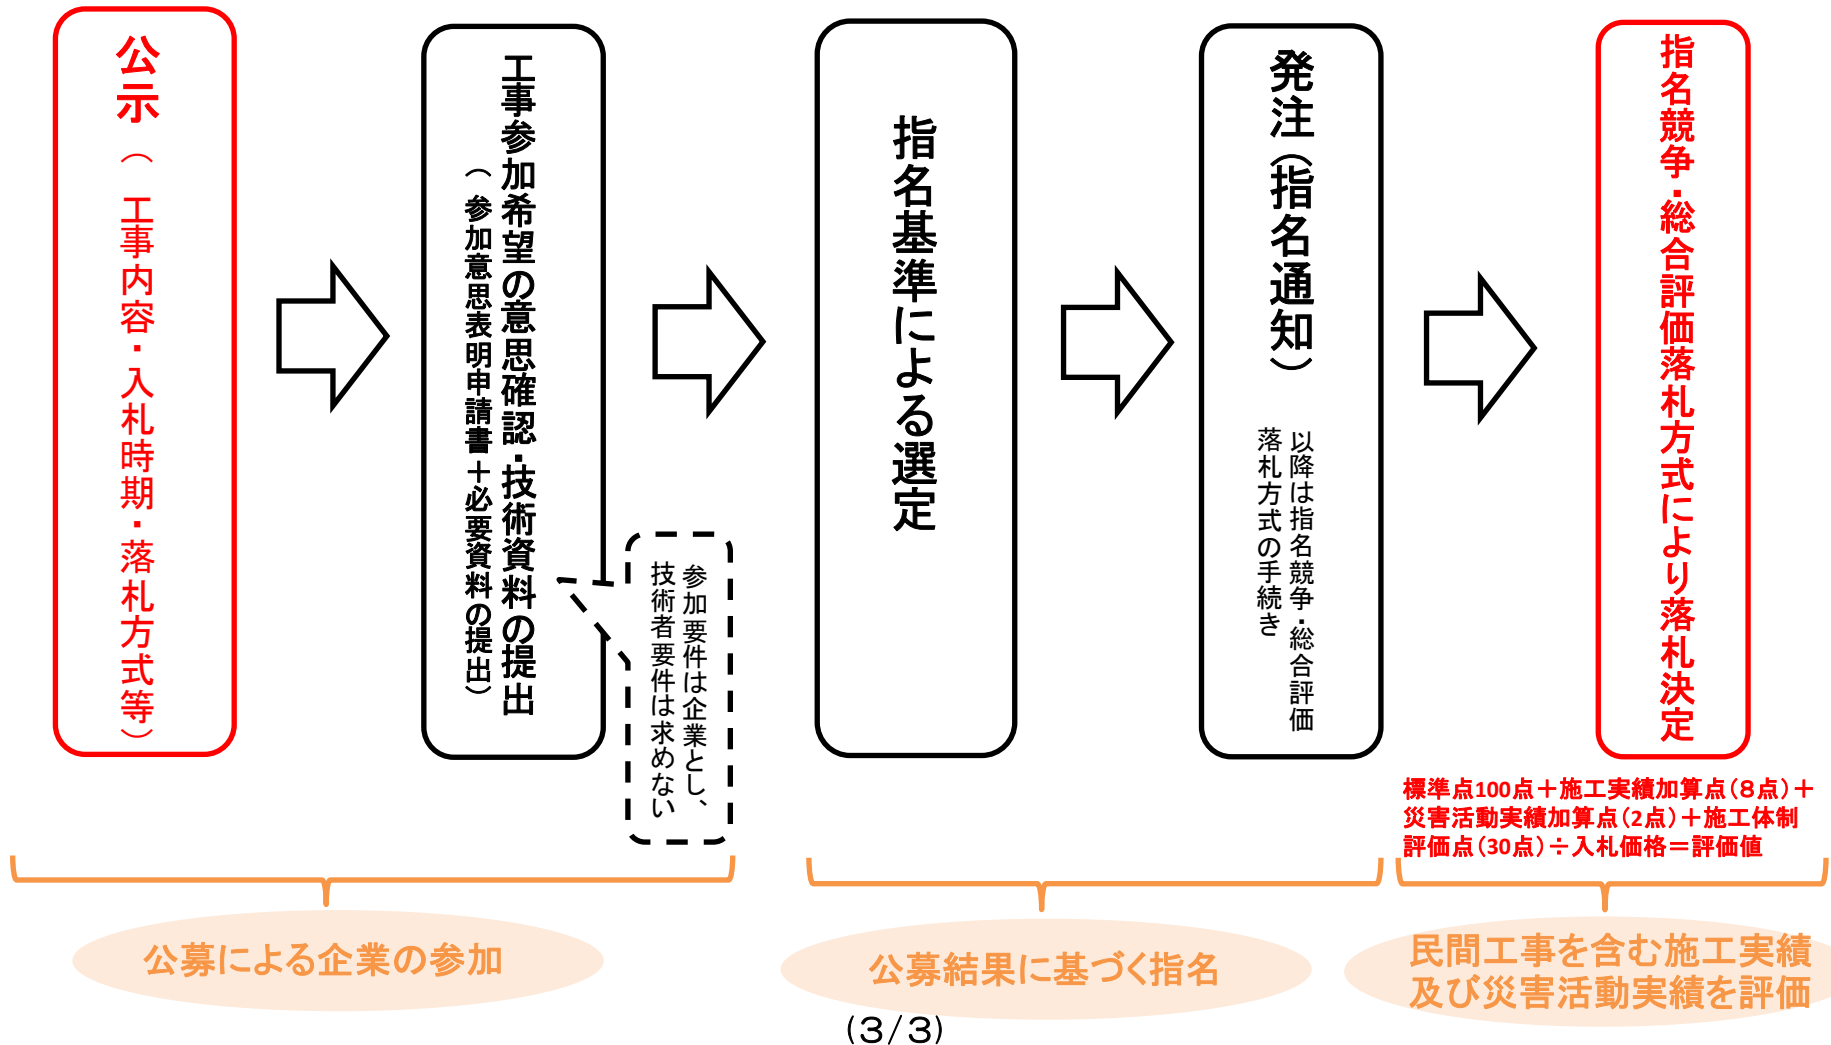 公示（ 工事内容・入札時期・落札方式等）
工事参加希望の意思確認・技術資料の提出
（ 参加意思表明申請書＋必要資料の提出）
参加要件は企業とし、
技術者要件は求めない
指名基準による選定
発注（指名通知）
以降は指名競争・総合評価
落札方式の手続き
指名競争・総合評価落札方式により落札決定
標準点100点＋施工実績加算点（８点）＋
災害活動実績加算点（2点）＋施工体制
評価点（30点）÷入札価格＝評価値
公募による企業の参加
公募結果に基づく指名
民間工事を含む施工実績
及び災害活動実績を評価
（３/３）